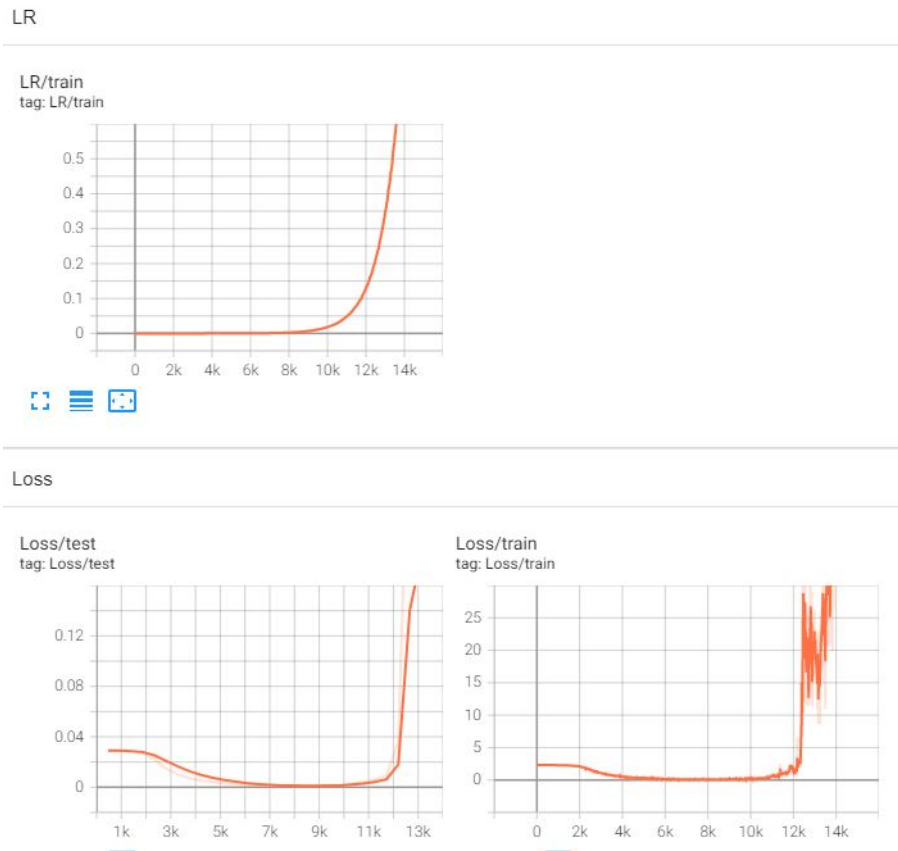 LR
LR/train
tag: LR/train
0.5
0.4
0.3
0.2
0.1
0
0 2k 4k 6k 8k 10k 12k 14k
Loss
Loss/test
tag: Loss/test
0.12
0.08
0.04
0
1k 3k 5k 7k 9k 11k 13k
Loss/train
tag: Loss/train
25
20
15
10
5
0
0 2k 4k 6k 8k 10k 12k 14k